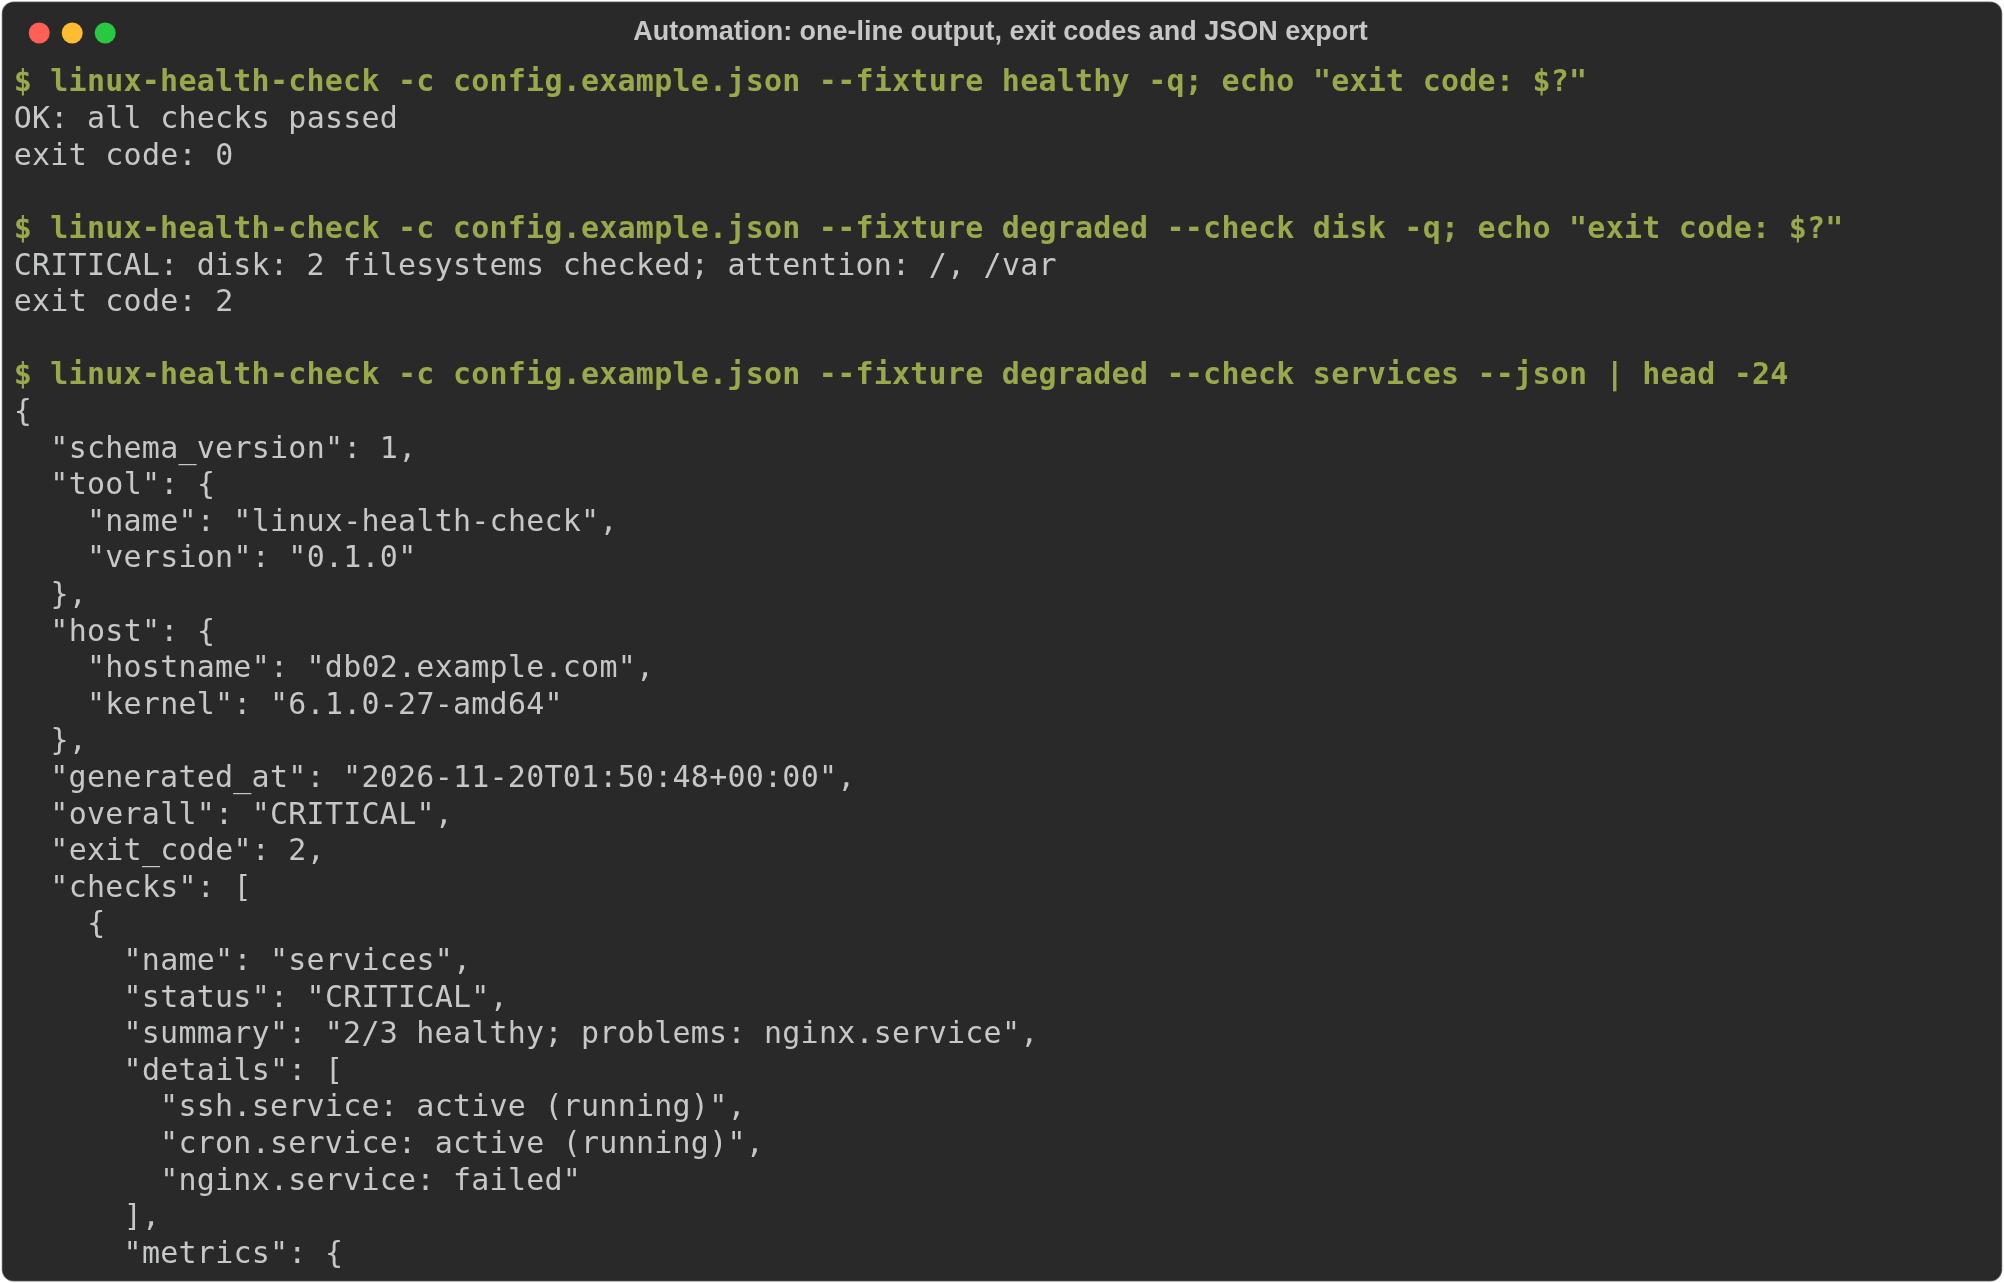 Automation: one-line output, exit codes and JSON export
$ linux-health-check -c config.example.json --fixture healthy -q; echo "exit code: $?"
OK: all checks passed
exit code: 0
$ linux-health-check -c config.example.json --fixture degraded --check disk -q; echo "exit code: $?"
CRITICAL: disk: 2 filesystems checked; attention: /, /var
exit code: 2
$ linux-health-check -c config.example.json --fixture degraded --check services --json | head -24
{
  "schema_version": 1,
  "tool": {
    "name": "linux-health-check",
    "version": "0.1.0"
  },
  "host": {
    "hostname": "db02.example.com",
    "kernel": "6.1.0-27-amd64"
  },
  "generated_at": "2026-11-20T01:50:48+00:00",
  "overall": "CRITICAL",
  "exit_code": 2,
  "checks": [
    {
      "name": "services",
      "status": "CRITICAL",
      "summary": "2/3 healthy; problems: nginx.service",
      "details": [
        "ssh.service: active (running)",
        "cron.service: active (running)",
        "nginx.service: failed"
      ],
      "metrics": {